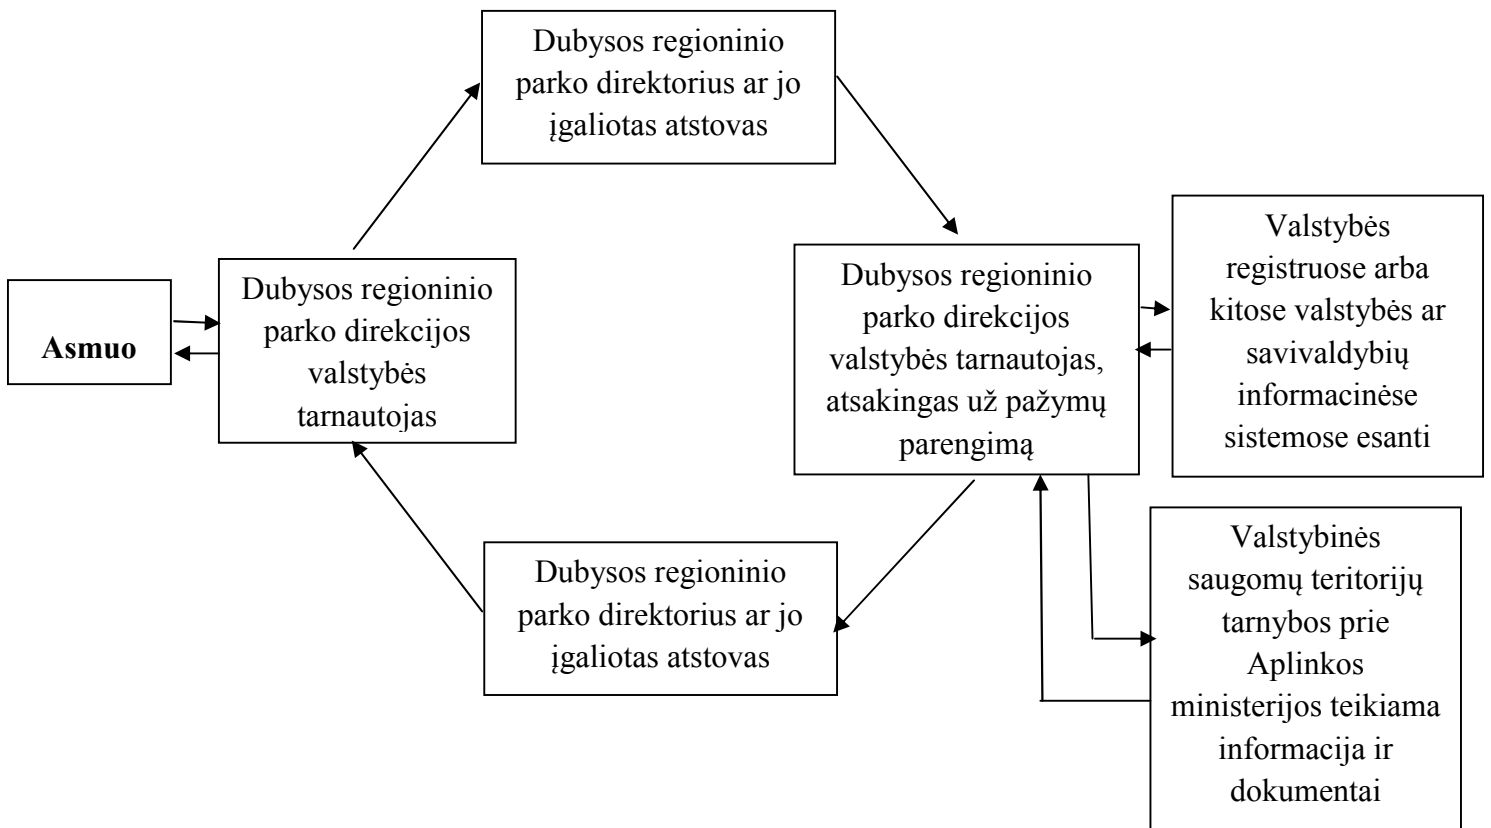 Dubysos regioninio
parko direktorius ar jo
įgaliotas atstovas
Asmuo
Dubysos regioninio
parko direkcijos
valstybės
tarnautojas
Dubysos regioninio
parko direkcijos
valstybės tarnautojas,
atsakingas už pažymų
parengimą
Valstybės
registruose arba
kitose valstybės ar
savivaldybių
informacinėse
sistemose esanti
Dubysos regioninio
parko direktorius ar jo
įgaliotas atstovas
Valstybinės
saugomų teritorijų
tarnybos prie
Aplinkos
ministerijos teikiama
informacija ir
dokumentai